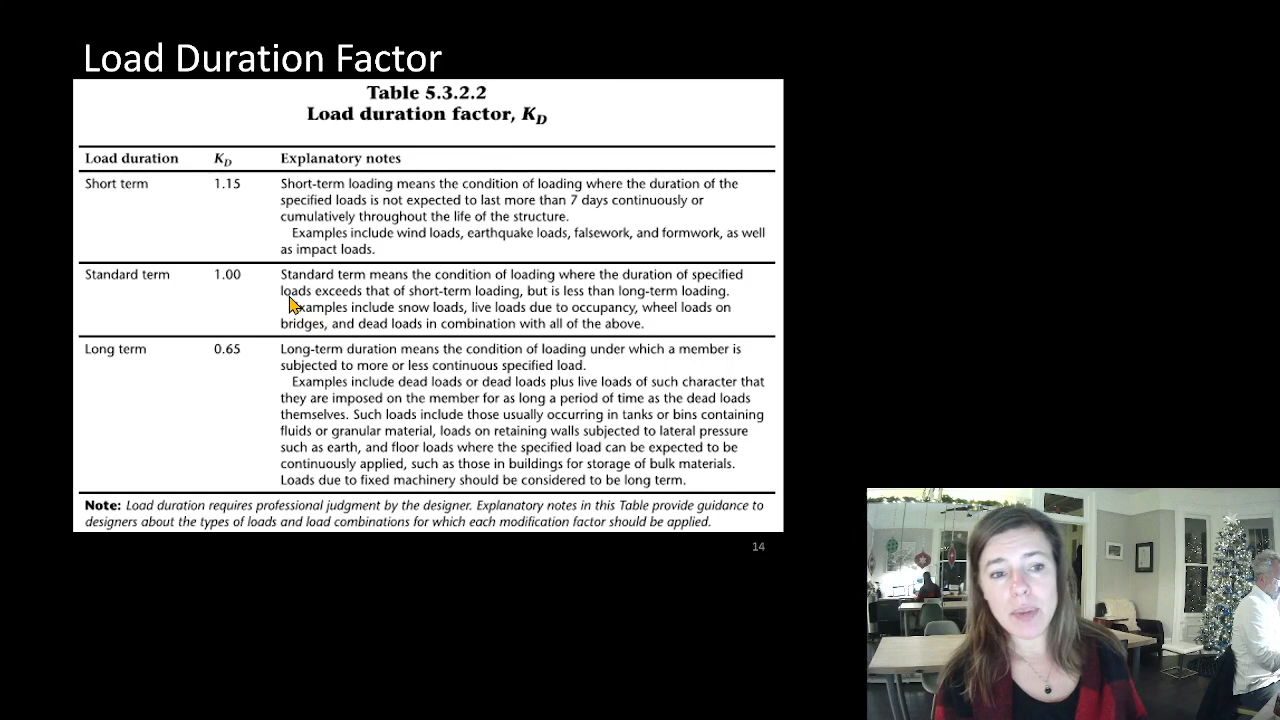 Load Duration Factor
Table 5.3.2.2
Load duration factor, K_D
Load duration K_D Explanatory notes
Short term 1.15 Short-term loading means the condition of loading where the duration of the
specified loads is not expected to last more than 7 days continuously or
cumulatively throughout the life of the structure.
Examples include wind loads, earthquake loads, falsework, and formwork, as well
as impact loads.
Standard term 1.00 Standard term means the condition of loading where the duration of specified
loads exceeds that of short-term loading, but is less than long-term loading.
Examples include snow loads, live loads due to occupancy, wheel loads on
bridges, and dead loads in combination with all of the above.
Long term 0.65 Long-term duration means the condition of loading under which a member is
subjected to more or less continuous specified load.
Examples include dead loads or dead loads plus live loads of such character that
they are imposed on the member for as long a period of time as the dead loads
themselves. Such loads include those usually occurring in tanks or bins containing
fluids or granular material, loads on retaining walls subjected to lateral pressure
such as earth, and floor loads where the specified load can be expected to be
continuously applied, such as those in buildings for storage of bulk materials.
Loads due to fixed machinery should be considered to be long term.
Note: Load duration requires professional judgment by the designer. Explanatory notes in this Table provide guidance to
designers about the types of loads and load combinations for which each modification factor should be applied.
14